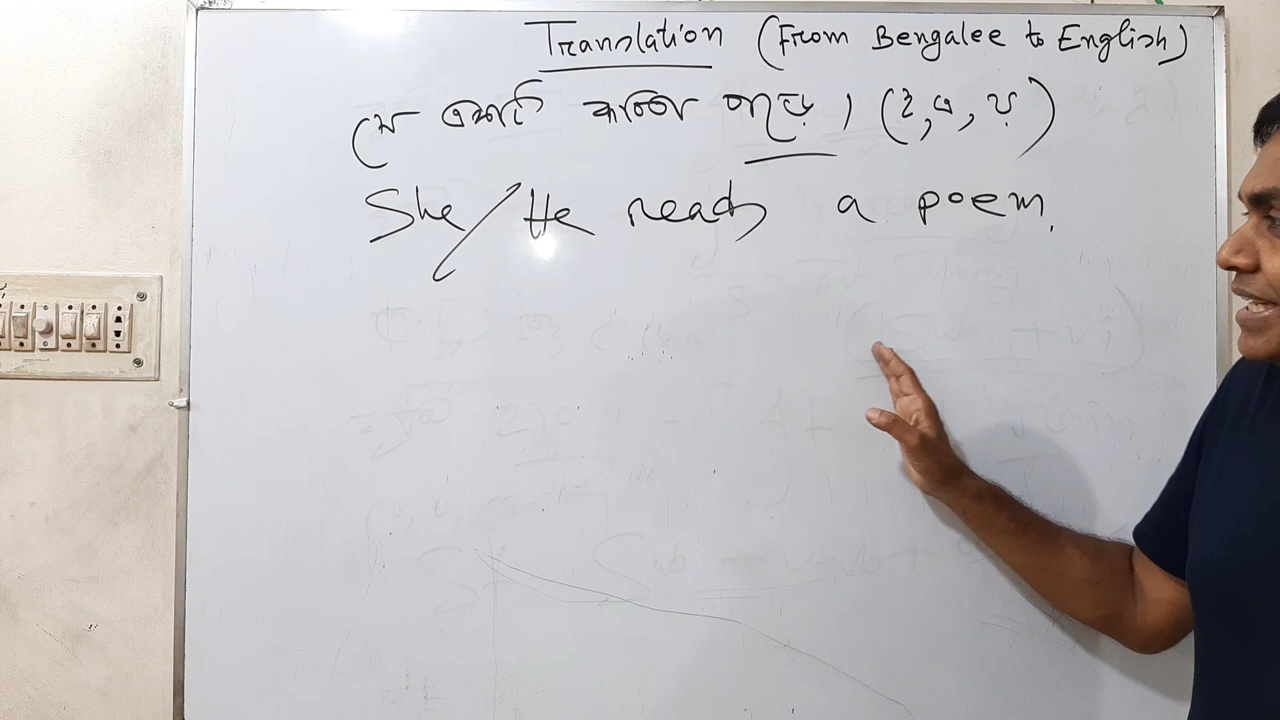 Translation (From Bengalee to English)
সে একটি কবিতা পড়ে। (ই, এ, য়)
She/He reads a poem.